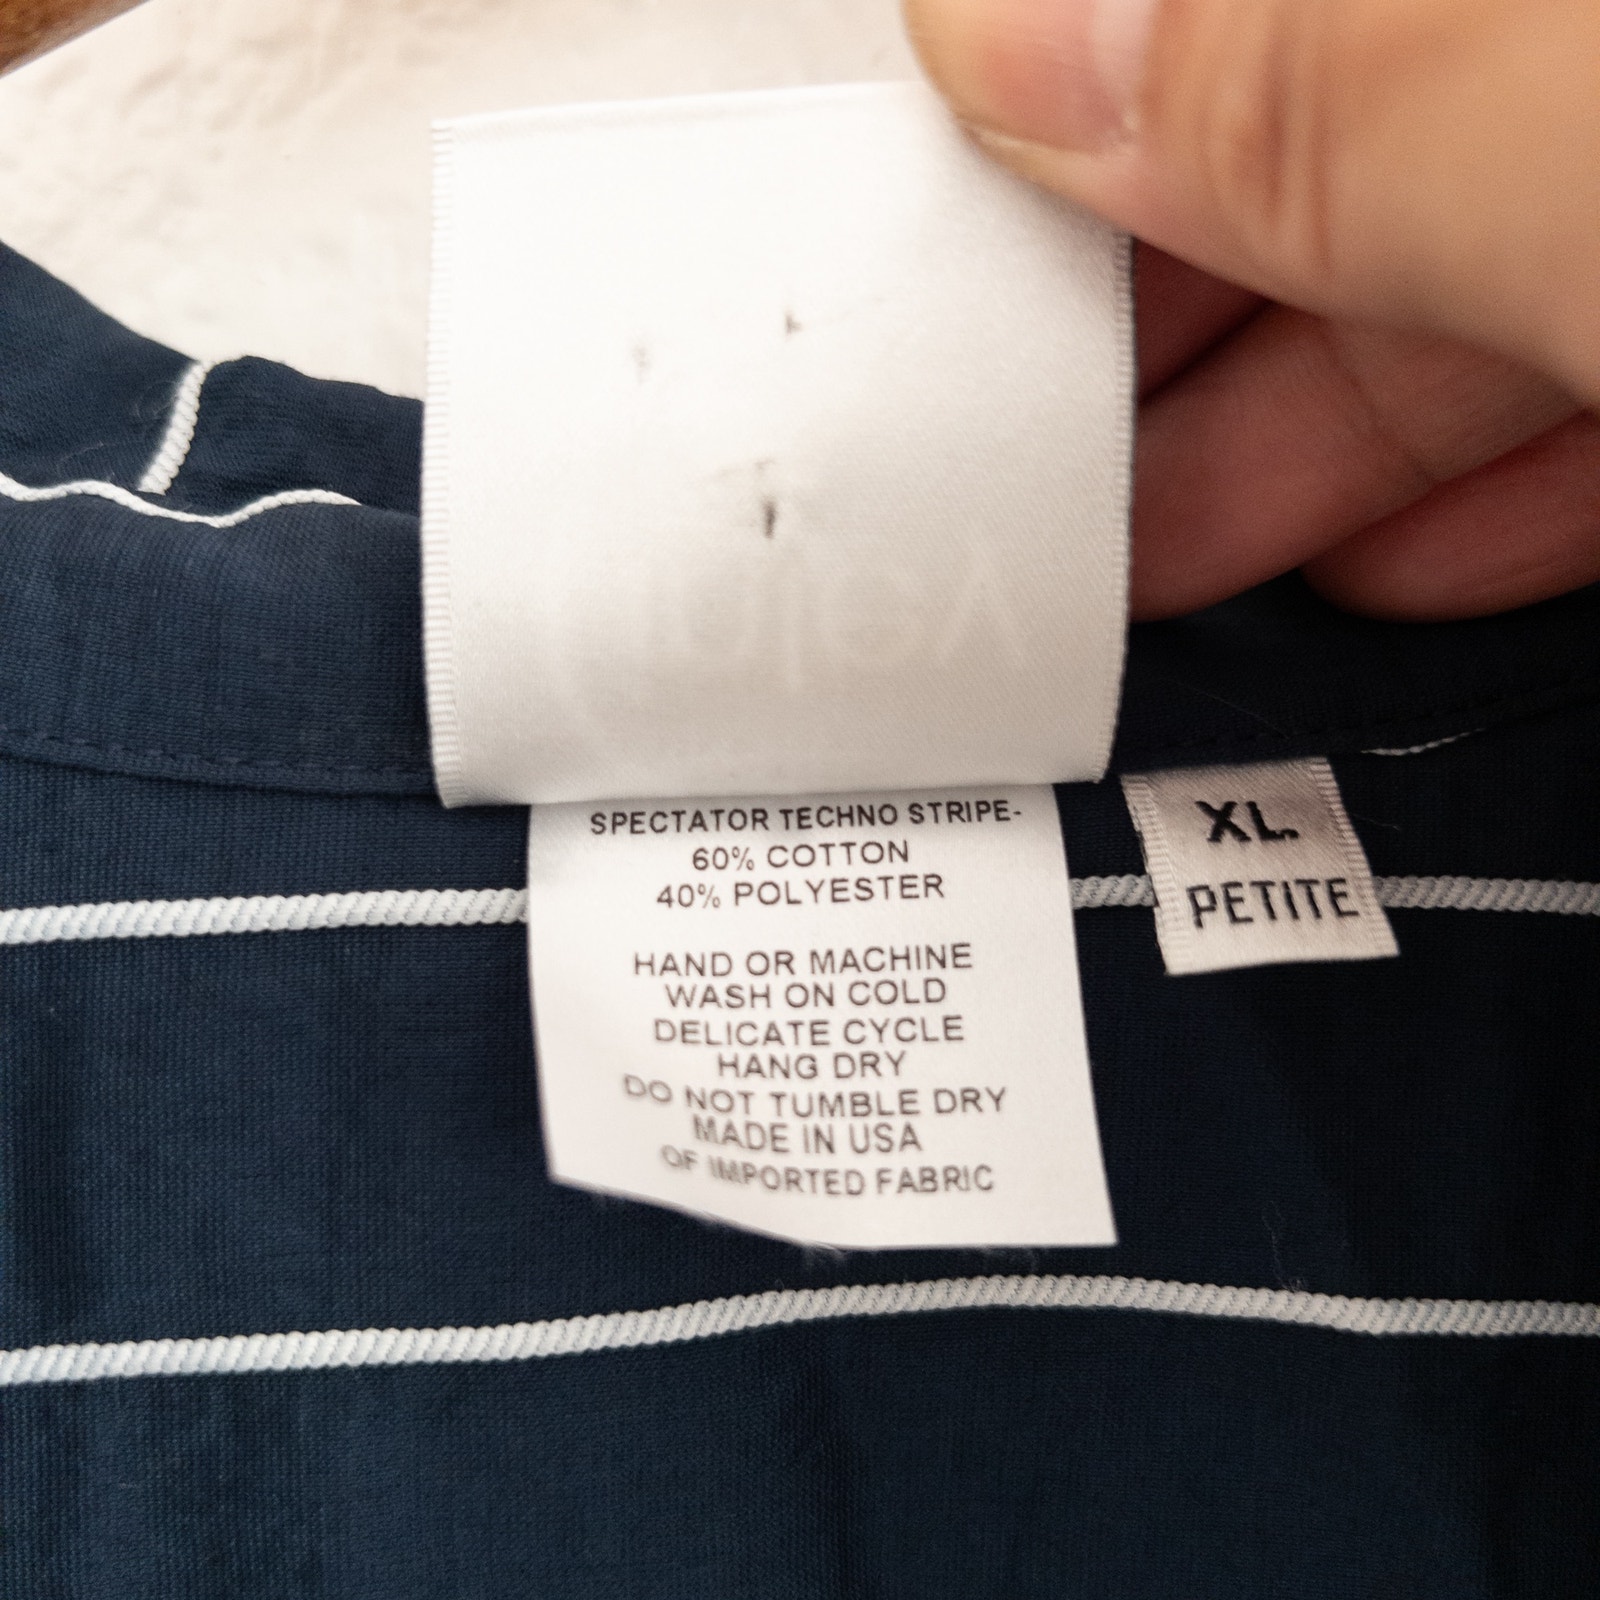 SPECTATOR TECHNO STRIPE-
60% COTTON
40% POLYESTER
HAND OR MACHINE
WASH ON COLD
DELICATE CYCLE
HANG DRY
DO NOT TUMBLE DRY
MADE IN USA
OF IMPORTED FABRIC
XL.
PETITE